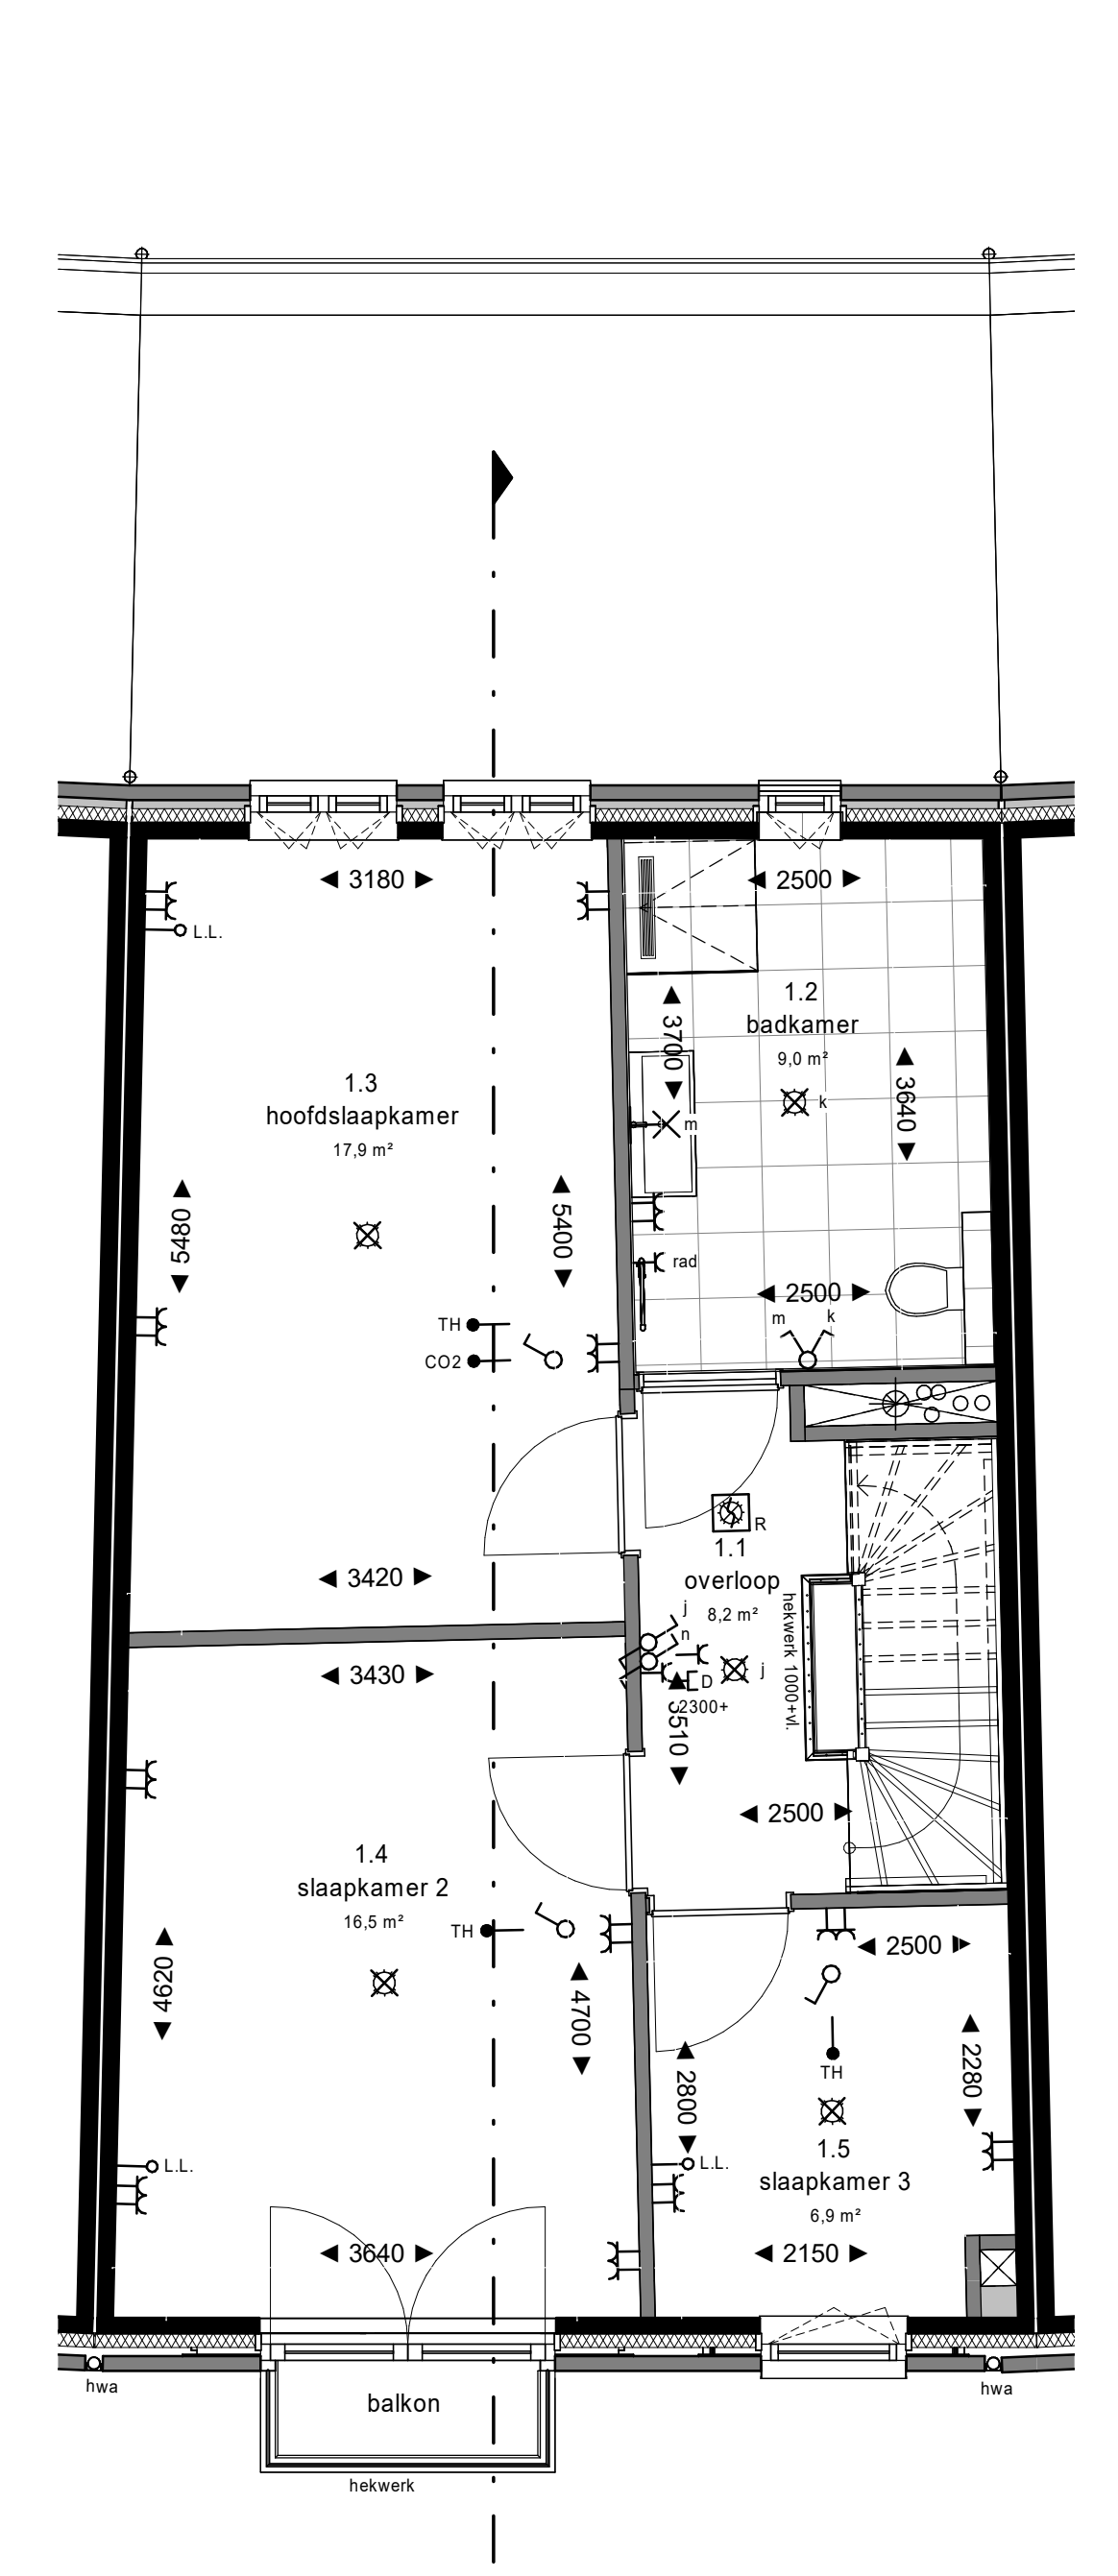 3180
2500
L.L.
1.2
badkamer
9,0 m²
k
3700
m
3640
1.3
hoofdslaapkamer
17,9 m²
5480
5400
rad
2500
m
k
TH
CO2
R
1.1
overloop
8,2 m²
j
n
j
D
2300+
3510
hekwerk 1000+vl.
3420
3430
2500
1.4
slaapkamer 2
16,5 m²
TH
4620
4700
2500
TH
2280
2800
1.5
slaapkamer 3
6,9 m²
L.L.
L.L.
3640
2150
hwa
balkon
hwa
hekwerk